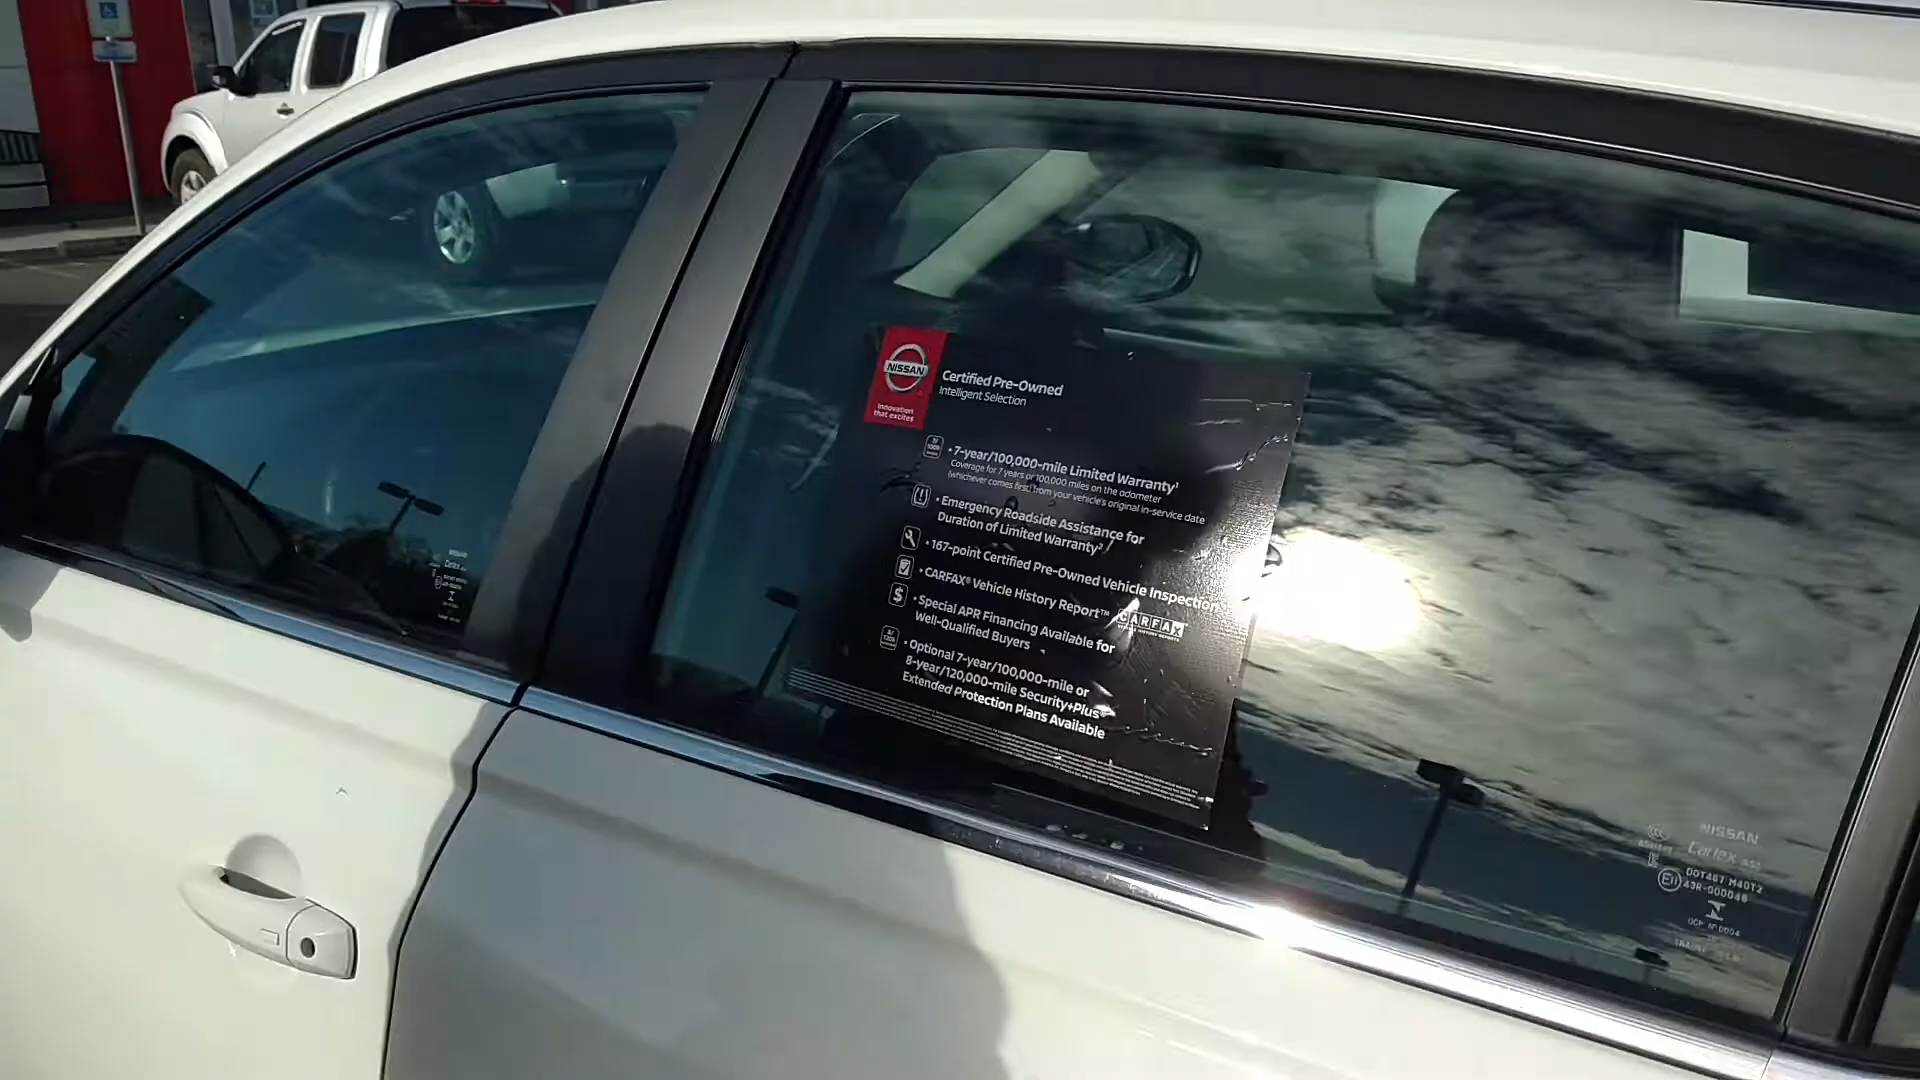 NISSAN
Innovation
that excites
Certified Pre-Owned
Intelligent Selection
• 7-year/100,000-mile Limited Warranty¹
Coverage for 7 years or 100,000 miles on the odometer
(whichever comes first) from your vehicle's original in-service date
• Emergency Roadside Assistance for
Duration of Limited Warranty²
• 167-point Certified Pre-Owned Vehicle Inspection
• CARFAX® Vehicle History Report™
CARFAX
• Special APR Financing Available for
Well-Qualified Buyers
• Optional 7-year/100,000-mile or
8-year/120,000-mile Security+Plus®
Extended Protection Plans Available
NISSAN
Carlex
DOT467 M40T2
43R-000046